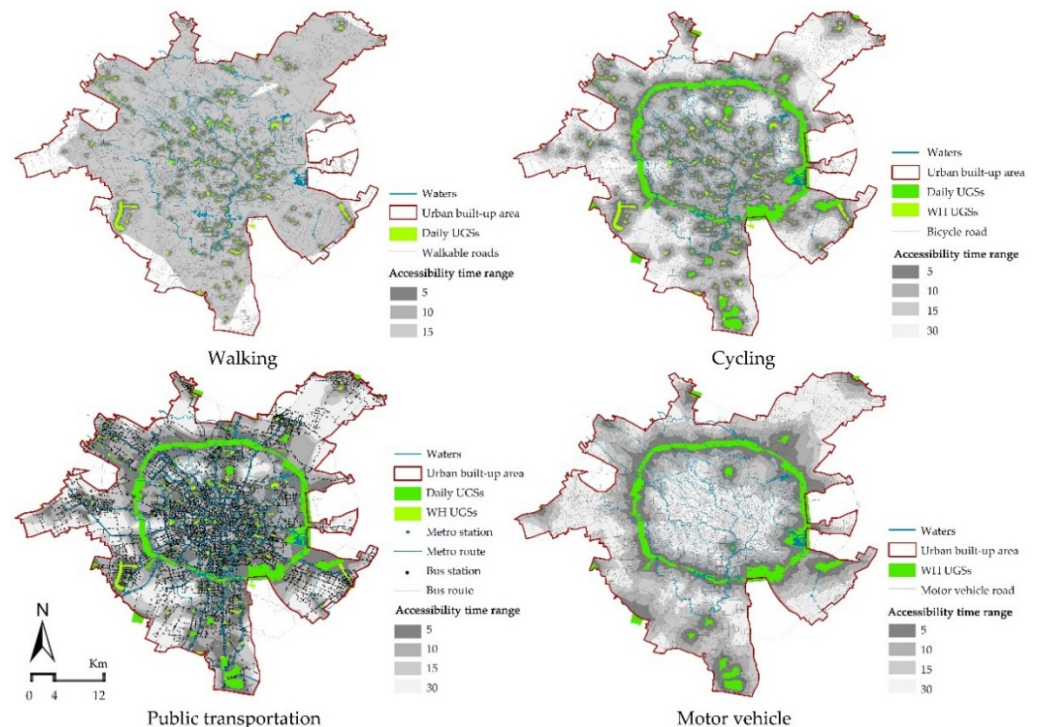 Waters
Urban built-up area
Daily UGSs
Walkable roads
Accessibility time range
5
10
15
Walking
Waters
Urban built-up area
Daily UGSs
WH UGSs
Bicycle road
Accessibility time range
5
10
15
30
Cycling
Waters
Urban built-up area
Daily UGSs
WH UGSs
Metro station
Metro route
Bus station
Bus route
Accessibility time range
5
10
15
30
N
Km
0 4 12
Public transportation
Waters
Urban built-up area
WH UGSs
Motor vehicle road
Accessibility time range
5
10
15
30
Motor vehicle